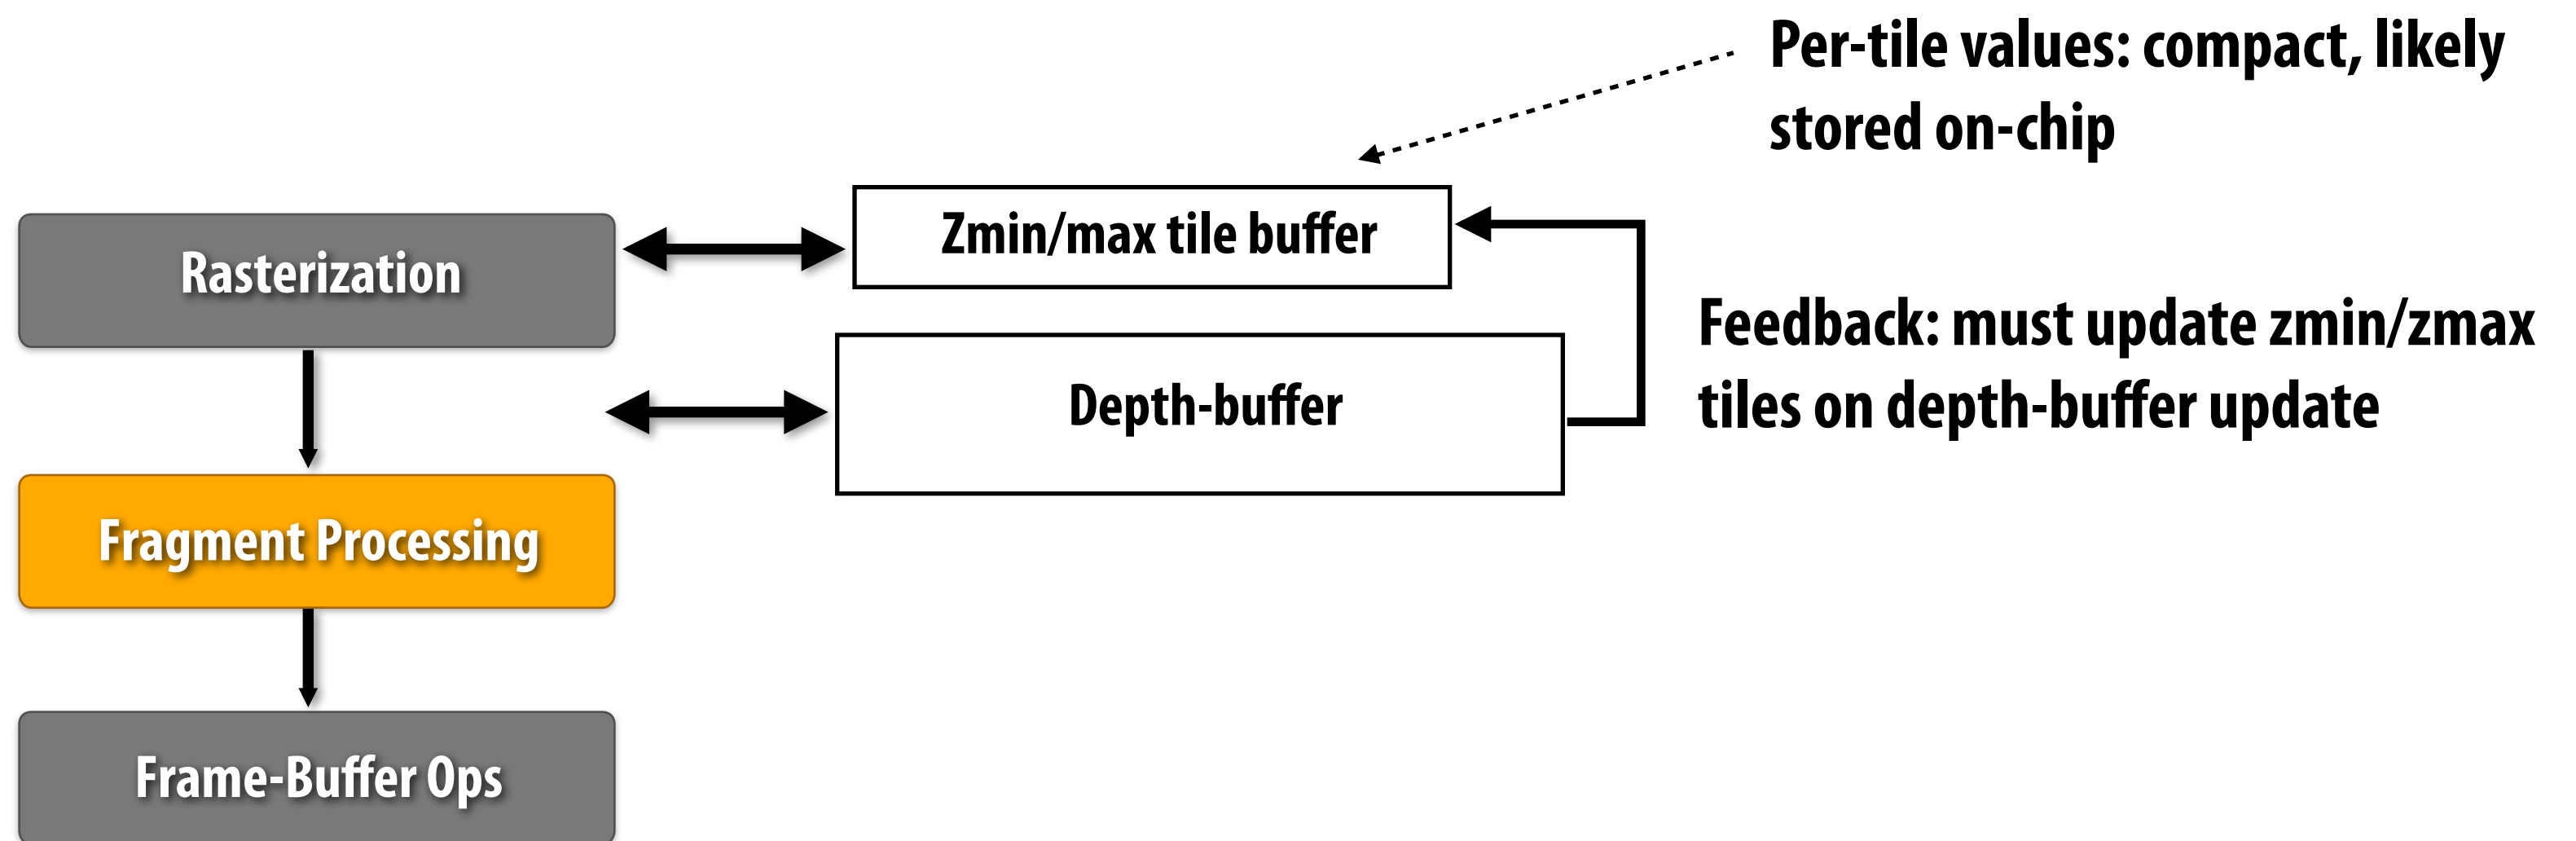 Per-tile values: compact, likely
stored on-chip
Zmin/max tile buffer
Rasterization
Feedback: must update zmin/zmax
tiles on depth-buffer update
Depth-buffer
Fragment Processing
Frame-Buffer Ops